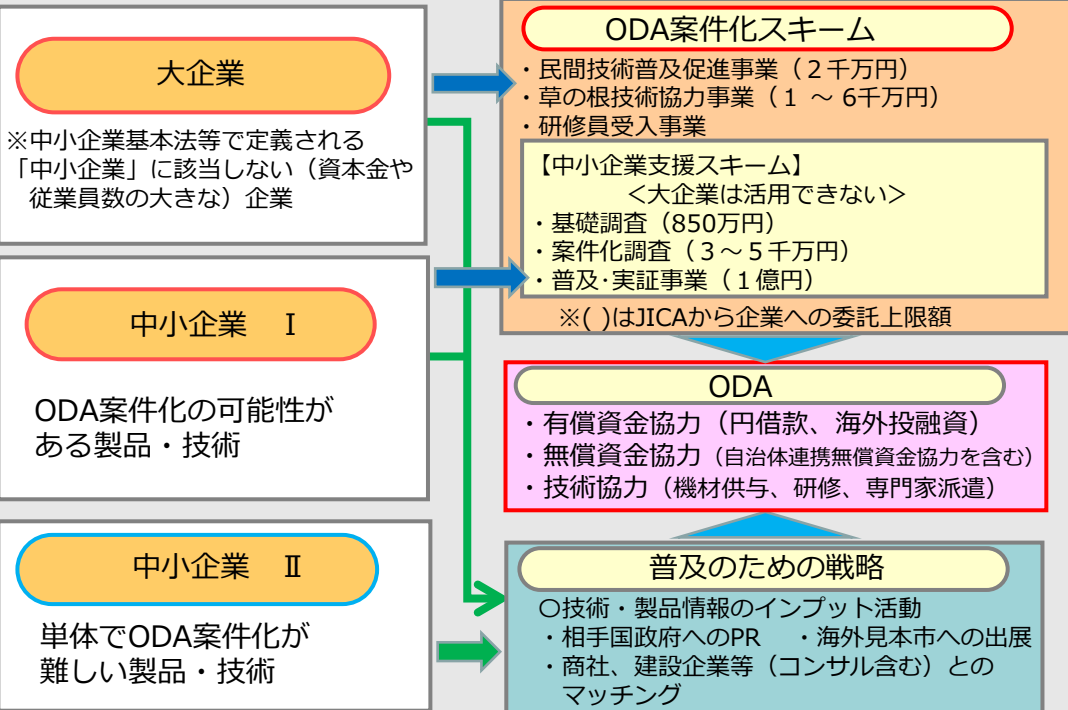 大企業
※中小企業基本法等で定義される
「中小企業」に該当しない（資本金や
従業員数の大きな）企業
中小企業　Ⅰ
ODA案件化の可能性が
ある製品・技術
中小企業　Ⅱ
単体でODA案件化が
難しい製品・技術
ODA案件化スキーム
・民間技術普及促進事業（２千万円）
・草の根技術協力事業（１ ～ 6千万円）
・研修員受入事業
【中小企業支援スキーム】
＜大企業は活用できない＞
・基礎調査（850万円）
・案件化調査（３～５千万円）
・普及・実証事業（１億円）
※( )はJICAから企業への委託上限額
ODA
・有償資金協力（円借款、海外投融資）
・無償資金協力（自治体連携無償資金協力を含む）
・技術協力（機材供与、研修、専門家派遣）
普及のための戦略
〇技術・製品情報のインプット活動
・相手国政府へのPR　・海外見本市への出展
・商社、建設企業等（コンサル含む）との
マッチング